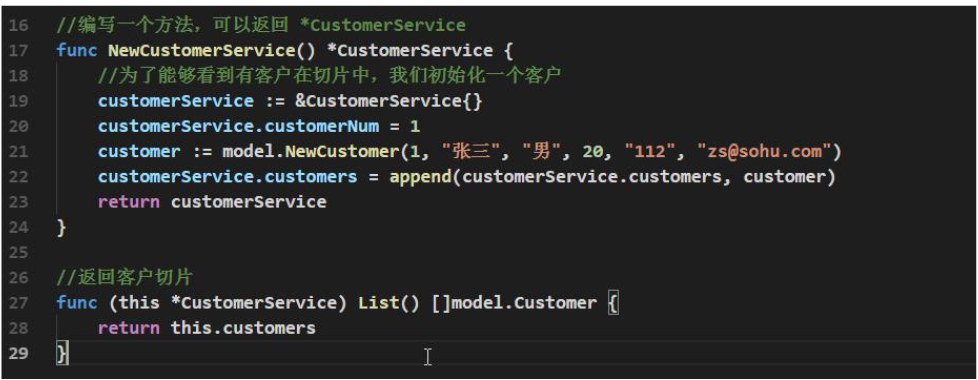 16 //编写一个方法，可以返回 *CustomerService
17 func NewCustomerService() *CustomerService {
18     //为了能够看到有客户在切片中，我们初始化一个客户
19     customerService := &CustomerService{}
20     customerService.customerNum = 1
21     customer := model.NewCustomer(1, "张三", "男", 20, "112", "zs@sohu.com")
22     customerService.customers = append(customerService.customers, customer)
23     return customerService
24 }
25
26 //返回客户切片
27 func (this *CustomerService) List() []model.Customer {
28     return this.customers
29 }